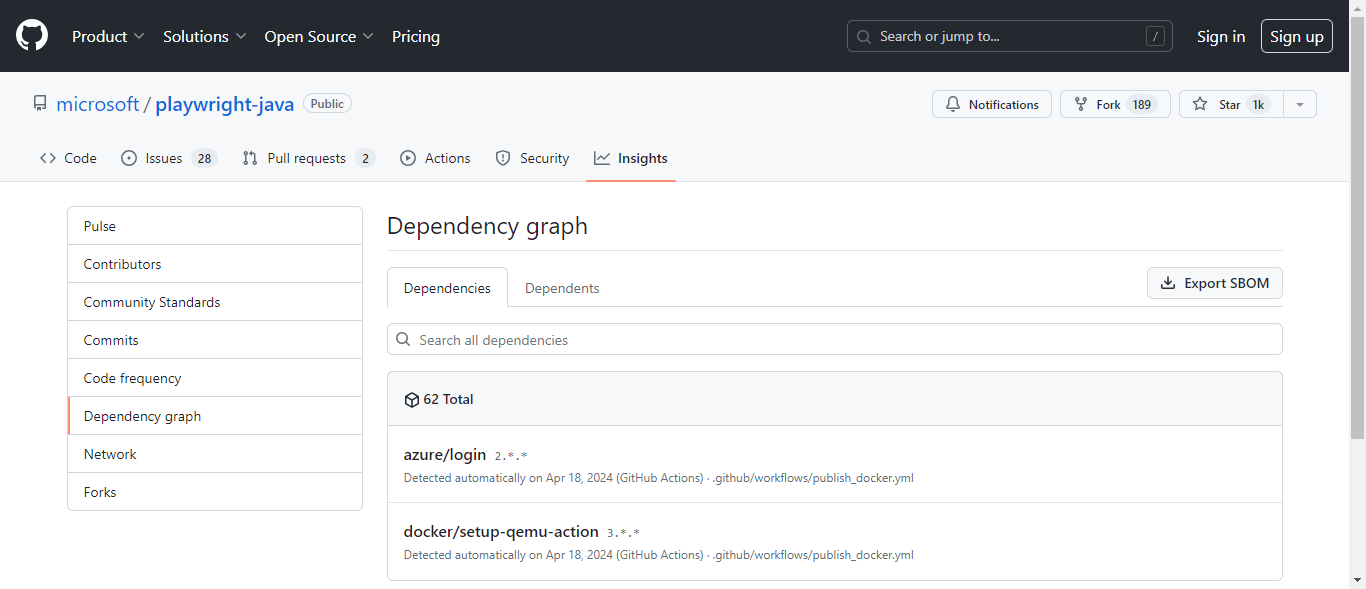 Product Solutions Open Source Pricing Search or jump to... / Sign in Sign up
microsoft / playwright-java Public Notifications Fork 189 Star 1k
Code Issues 28 Pull requests 2 Actions Security Insights
Pulse
Contributors
Community Standards
Commits
Code frequency
Dependency graph
Network
Forks
Dependency graph
Dependencies Dependents Export SBOM
Search all dependencies
62 Total
azure/login 2.*.*
Detected automatically on Apr 18, 2024 (GitHub Actions) · .github/workflows/publish_docker.yml
docker/setup-qemu-action 3.*.*
Detected automatically on Apr 18, 2024 (GitHub Actions) · .github/workflows/publish_docker.yml